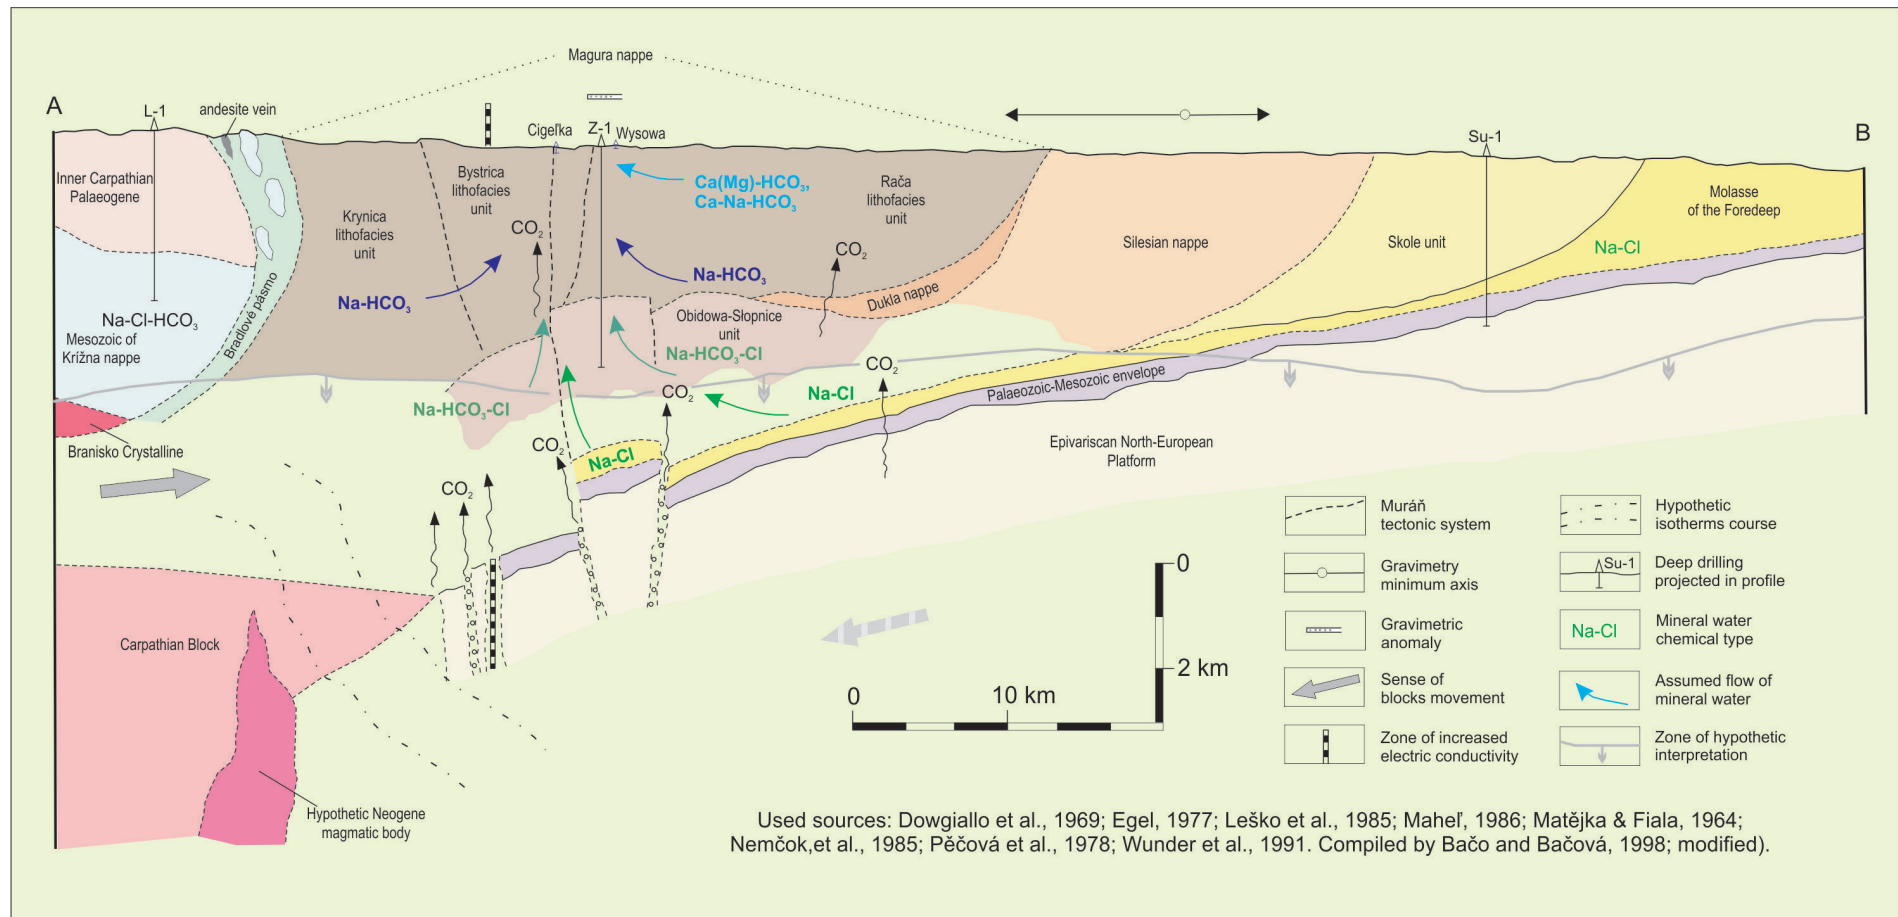 Magura nappe
A
L-1
andesite vein
Cigeľka
Z-1
Wysowa
Su-1
B
Inner Carpathian
Palaeogene
Bystrica
lithofacies
unit
Ca(Mg)-HCO₃,
Ca-Na-HCO₃
Rača
lithofacies
unit
Molasse
of the Foredeep
Krynica
lithofacies
unit
CO₂
CO₂
Silesian nappe
Skole unit
Na-Cl
Na-HCO₃
Na-HCO₃
Dukla nappe
Na-Cl-HCO₃
Mesozoic of
Krížna nappe
Bradlové pásmo
Obidowa-Słopnice
unit
Na-HCO₃-Cl
CO₂
Palaeozoic-Mesozoic envelope
Na-HCO₃-Cl
CO₂
Na-Cl
Branisko Crystalline
CO₂
Na-Cl
Epivariscan North-European
Platform
CO₂
Carpathian Block
Hypothetic Neogene
magmatic body
0
2 km
0
10 km
Muráň
tectonic system
Hypothetic
isotherms course
Gravimetry
minimum axis
Su-1
Deep drilling
projected in profile
Gravimetric
anomaly
Na-Cl
Mineral water
chemical type
Sense of
blocks movement
Assumed flow of
mineral water
Zone of increased
electric conductivity
Zone of hypothetic
interpretation
Used sources: Dowgiallo et al., 1969; Egel, 1977; Leško et al., 1985; Maheľ, 1986; Matějka & Fiala, 1964;
Nemčok,et al., 1985; Pěčová et al., 1978; Wunder et al., 1991. Compiled by Bačo and Bačová, 1998; modified).